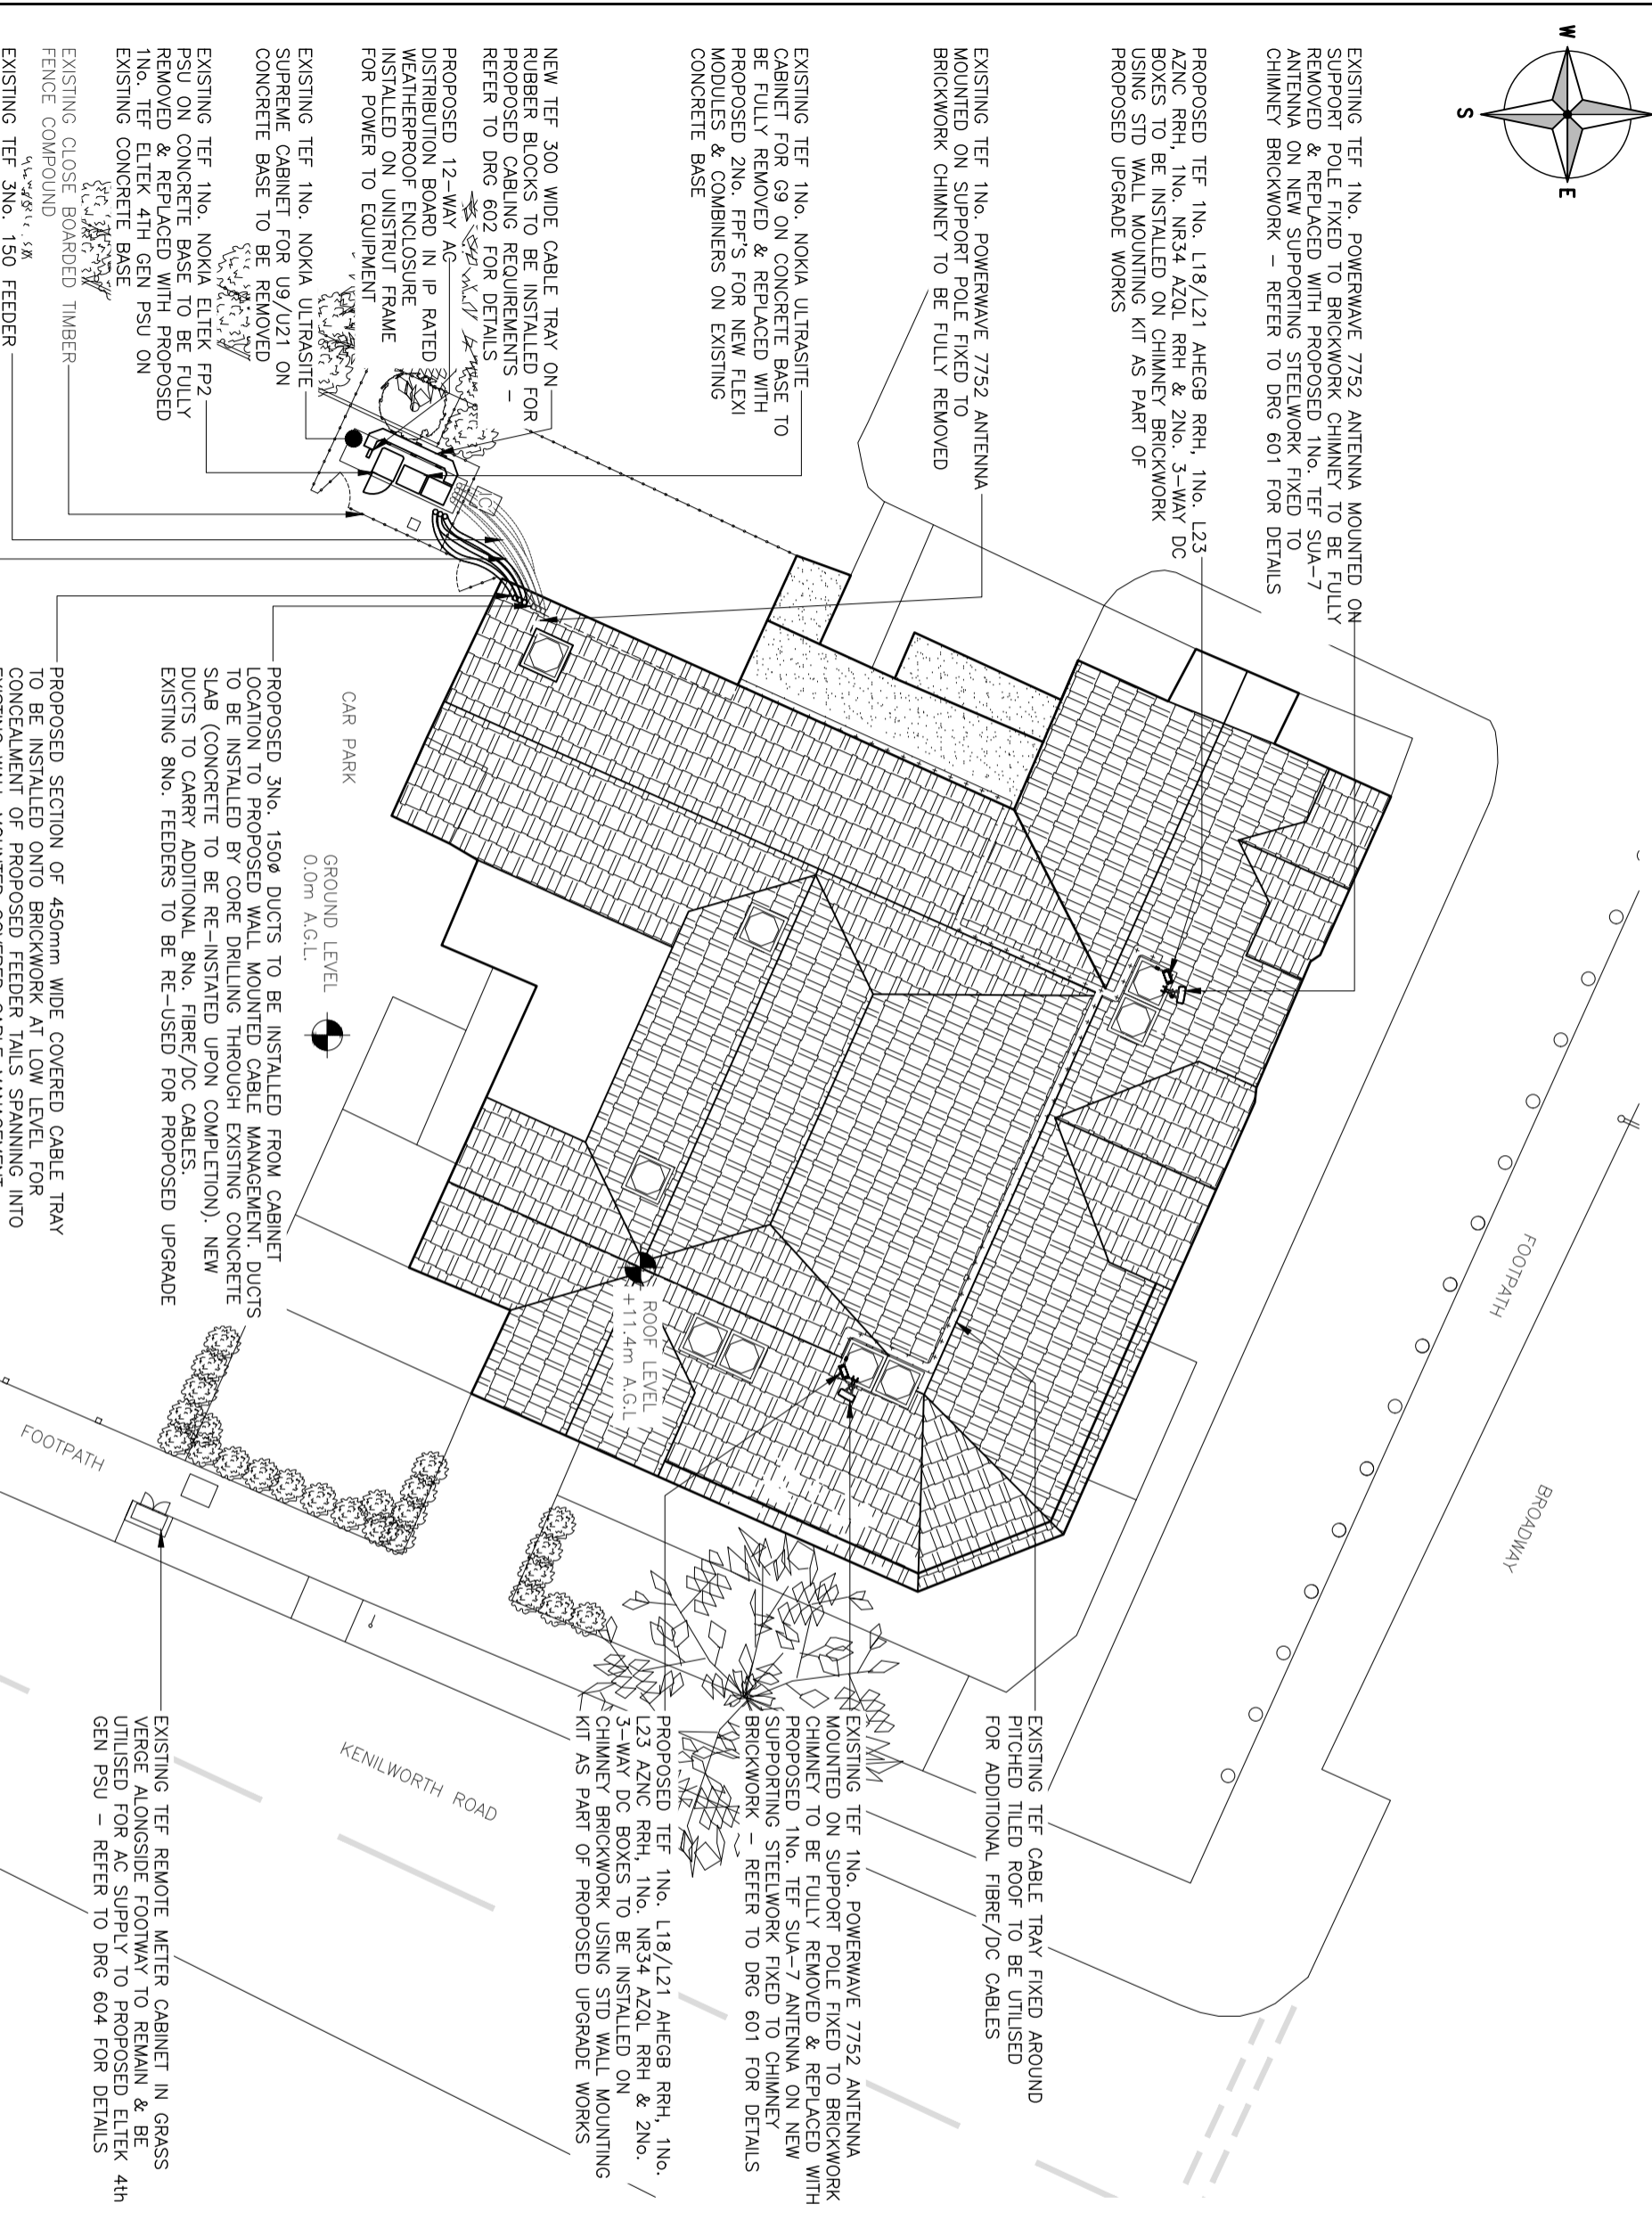 W
S
E
EXISTING TEF 1No. POWERWAVE 7752 ANTENNA MOUNTED ON
SUPPORT POLE FIXED TO BRICKWORK CHIMNEY TO BE FULLY
REMOVED & REPLACED WITH PROPOSED 1No. TEF SUA-7
ANTENNA ON NEW SUPPORTING STEELWORK FIXED TO
CHIMNEY BRICKWORK - REFER TO DRG 601 FOR DETAILS
PROPOSED TEF 1No. L18/L21 AHEGB RRH, 1No. L23
AZNC RRH, 1No. NR34 AZQL RRH & 2No. 3-WAY DC
BOXES TO BE INSTALLED ON CHIMNEY BRICKWORK
USING STD WALL MOUNTING KIT AS PART OF
PROPOSED UPGRADE WORKS
EXISTING TEF 1No. POWERWAVE 7752 ANTENNA
MOUNTED ON SUPPORT POLE FIXED TO
BRICKWORK CHIMNEY TO BE FULLY REMOVED
EXISTING TEF 1No. NOKIA ULTRASITE
CABINET FOR G9 ON CONCRETE BASE TO
BE FULLY REMOVED & REPLACED WITH
PROPOSED 2No. FPF'S FOR NEW FLEXI
MODULES & COMBINERS ON EXISTING
CONCRETE BASE
NEW TEF 300 WIDE CABLE TRAY ON
RUBBER BLOCKS TO BE INSTALLED FOR
PROPOSED CABLING REQUIREMENTS -
REFER TO DRG 602 FOR DETAILS
PROPOSED 12-WAY AC
DISTRIBUTION BOARD IN IP RATED
WEATHERPROOF ENCLOSURE
INSTALLED ON UNISTRUT FRAME
FOR POWER TO EQUIPMENT
EXISTING TEF 1No. NOKIA ULTRASITE
SUPREME CABINET FOR U9/U21 ON
CONCRETE BASE TO BE REMOVED
EXISTING TEF 1No. NOKIA ELTEK FP2
PSU ON CONCRETE BASE TO BE FULLY
REMOVED & REPLACED WITH PROPOSED
1No. TEF ELTEK 4TH GEN PSU ON
EXISTING CONCRETE BASE
EXISTING CLOSE BOARDED TIMBER
FENCE COMPOUND
EXISTING TEF 3No. 150 FEEDER
C
CAR PARK
GROUND LEVEL
0.0m A.G.L.
PROPOSED 3No. 150ø DUCTS TO BE INSTALLED FROM CABINET
LOCATION TO PROPOSED WALL MOUNTED CABLE MANAGEMENT. DUCTS
TO BE INSTALLED BY CORE DRILLING THROUGH EXISTING CONCRETE
SLAB (CONCRETE TO BE RE-INSTATED UPON COMPLETION). NEW
DUCTS TO CARRY ADDITIONAL 8No. FIBRE/DC CABLES.
EXISTING 8No. FEEDERS TO BE RE-USED FOR PROPOSED UPGRADE
PROPOSED SECTION OF 450mm WIDE COVERED CABLE TRAY
TO BE INSTALLED ONTO BRICKWORK AT LOW LEVEL FOR
CONCEALMENT OF PROPOSED FEEDER TAILS SPANNING INTO
EXISTING WALL MOUNTED COVERED CABLE MANAGEMENT
ROOF LEVEL
+11.4m A.G.L
FOOTPATH
BROADWAY
FOOTPATH
KENILWORTH ROAD
EXISTING TEF CABLE TRAY FIXED AROUND
PITCHED TILED ROOF TO BE UTILISED
FOR ADDITIONAL FIBRE/DC CABLES
EXISTING TEF 1No. POWERWAVE 7752 ANTENNA
MOUNTED ON SUPPORT POLE FIXED TO BRICKWORK
CHIMNEY TO BE FULLY REMOVED & REPLACED WITH
PROPOSED 1No. TEF SUA-7 ANTENNA ON NEW
SUPPORTING STEELWORK FIXED TO CHIMNEY
BRICKWORK - REFER TO DRG 601 FOR DETAILS
PROPOSED TEF 1No. L18/L21 AHEGB RRH, 1No.
L23 AZNC RRH, 1No. NR34 AZQL RRH & 2No.
3-WAY DC BOXES TO BE INSTALLED ON
CHIMNEY BRICKWORK USING STD WALL MOUNTING
KIT AS PART OF PROPOSED UPGRADE WORKS
EXISTING TEF REMOTE METER CABINET IN GRASS
VERGE ALONGSIDE FOOTWAY TO REMAIN & BE
UTILISED FOR AC SUPPLY TO PROPOSED ELTEK 4th
GEN PSU - REFER TO DRG 604 FOR DETAILS